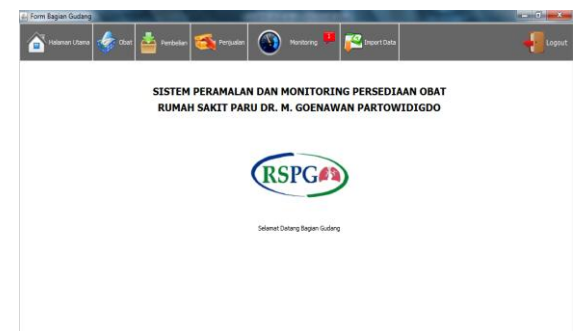 Form Bagian Gudang
Halaman Utama Obat Pembelian Penjualan Monitoring Import Data Logout
SISTEM PERAMALAN DAN MONITORING PERSEDIAAN OBAT
RUMAH SAKIT PARU DR. M. GOENAWAN PARTOWIDIGDO
RSPG
Selamat Datang Bagian Gudang